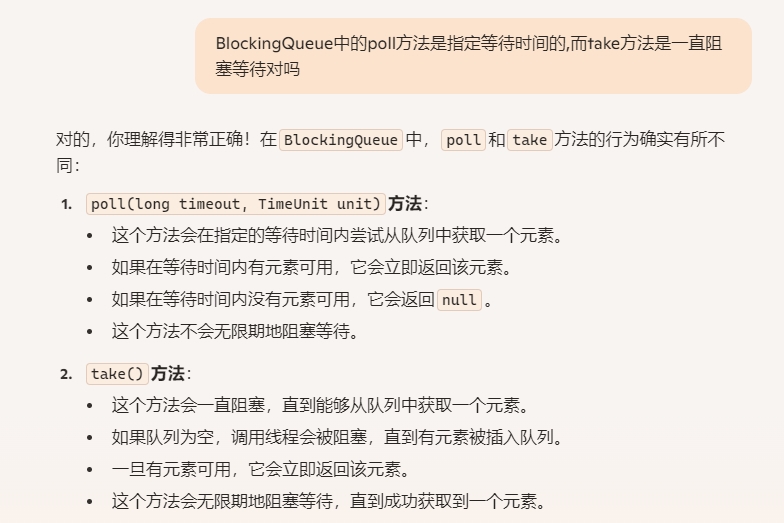 BlockingQueue中的poll方法是指定等待时间的,而take方法是一直阻
塞等待对吗
对的，你理解得非常正确！在 BlockingQueue 中， poll 和 take 方法的行为确实有所不
同：
1. poll(long timeout, TimeUnit unit) 方法：
• 这个方法会在指定的等待时间内尝试从队列中获取一个元素。
• 如果在等待时间内有元素可用，它会立即返回该元素。
• 如果在等待时间内没有元素可用，它会返回 null 。
• 这个方法不会无限期地阻塞等待。
2. take() 方法：
• 这个方法会一直阻塞，直到能够从队列中获取一个元素。
• 如果队列为空，调用线程会被阻塞，直到有元素被插入队列。
• 一旦有元素可用，它会立即返回该元素。
• 这个方法会无限期地阻塞等待，直到成功获取到一个元素。